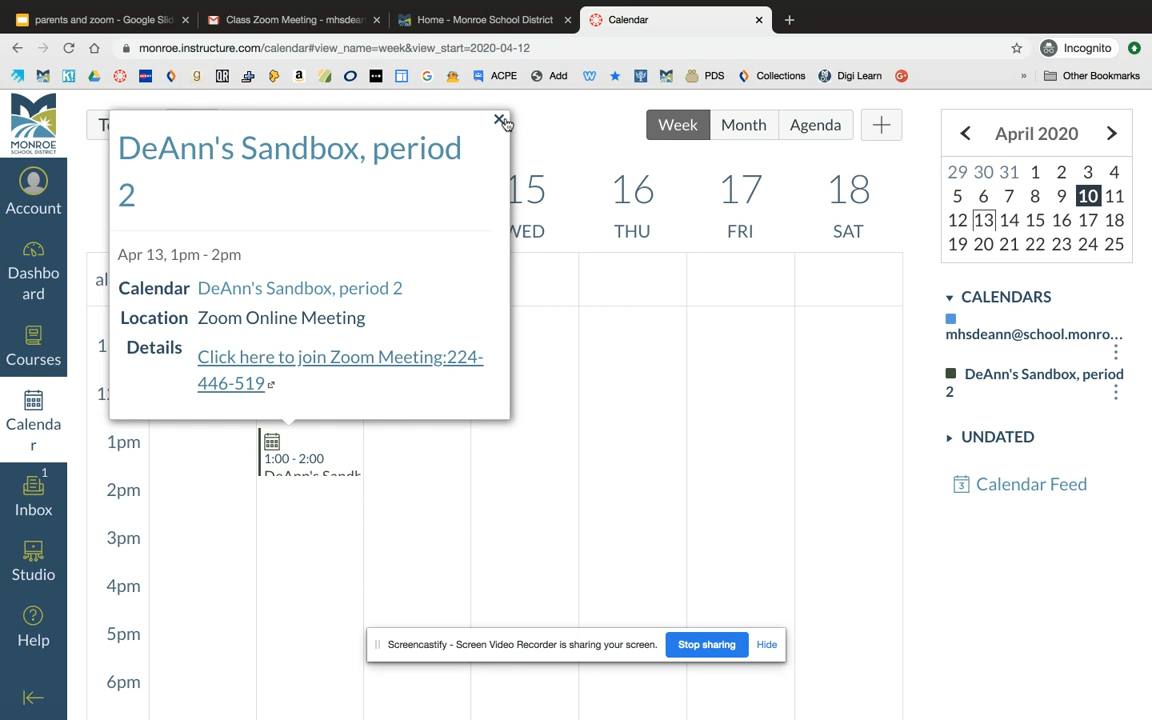 parents and zoom - Google Slid
Class Zoom Meeting - mhsdean
Home - Monroe School District
Calendar
monroe.instructure.com/calendar#view_name=week&view_start=2020-04-12
Incognito
ACPE
Add
PDS
Collections
Digi Learn
Other Bookmarks
MONROE
SCHOOL DISTRICT
Account
Dashbo
ard
Courses
Calenda
r
1
Inbox
Studio
Help
DeAnn's Sandbox, period
2
Apr 13, 1pm - 2pm
Calendar DeAnn's Sandbox, period 2
Location Zoom Online Meeting
Details Click here to join Zoom Meeting:224-
446-519
Week Month Agenda
15 16 17 18
WED THU FRI SAT
al
1pm
1:00 - 2:00
DeAnn's Sandb
2pm
3pm
4pm
5pm
6pm
Screencastify - Screen Video Recorder is sharing your screen. Stop sharing Hide
April 2020
29 30 31 1 2 3 4
5 6 7 8 9 10 11
12 13 14 15 16 17 18
19 20 21 22 23 24 25
CALENDARS
mhsdeann@school.monro...
DeAnn's Sandbox, period
2
UNDATED
3 Calendar Feed